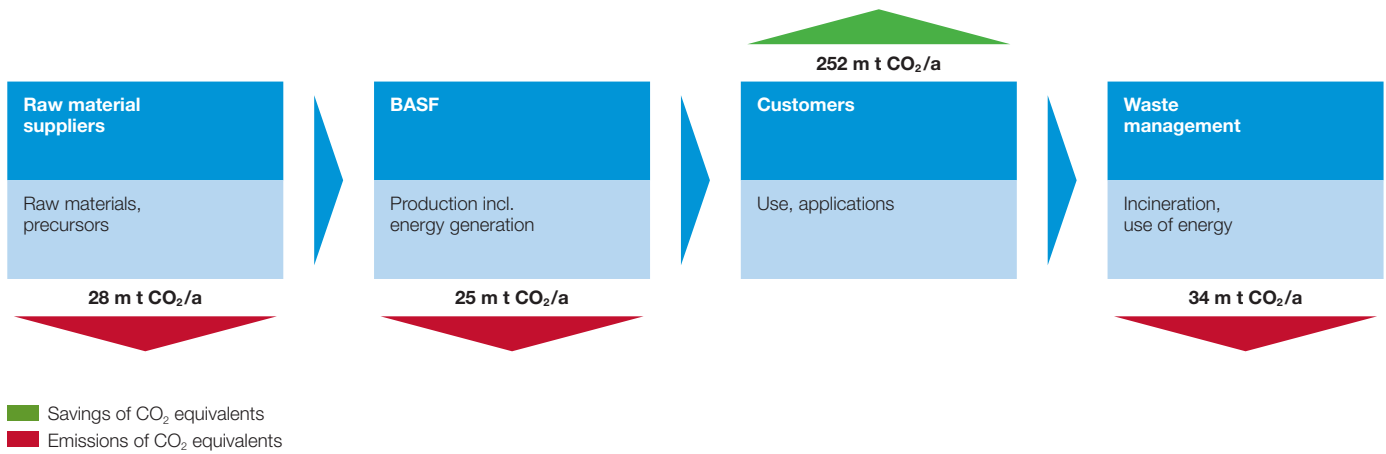 252 m t CO₂/a
Raw material
suppliers
Raw materials,
precursors
28 m t CO₂/a
BASF
Production incl.
energy generation
25 m t CO₂/a
Customers
Use, applications
Waste
management
Incineration,
use of energy
34 m t CO₂/a
Savings of CO₂ equivalents
Emissions of CO₂ equivalents